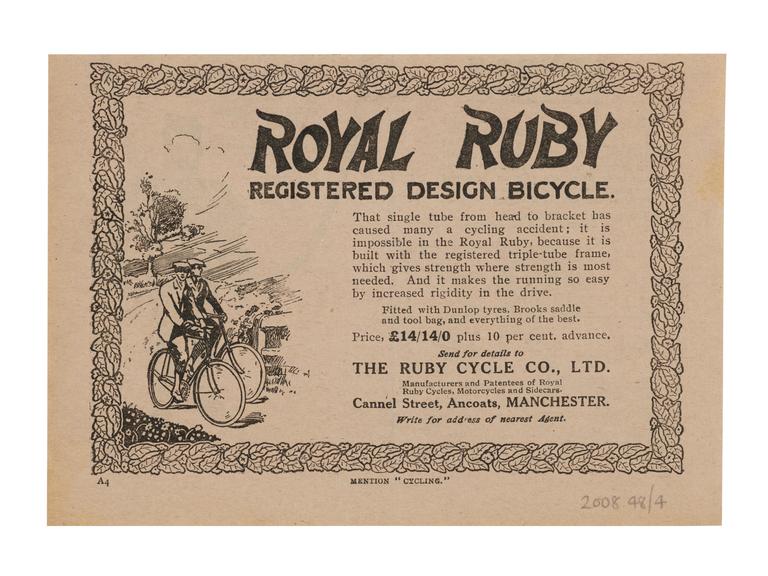 ROYAL RUBY
REGISTERED DESIGN BICYCLE.
That single tube from head to bracket has
caused many a cycling accident; it is
impossible in the Royal Ruby, because it is
built with the registered triple-tube frame,
which gives strength where strength is most
needed. And it makes the running so easy
by increased rigidity in the drive.
Fitted with Dunlop tyres. Brooks saddle
and tool bag, and everything of the best.
Price, £14/14/0 plus 10 per cent. advance.
Send for details to
THE RUBY CYCLE CO., LTD.
Manufacturers and Patentees of Royal
Ruby Cycles, Motorcycles and Sidecars.
Cannel Street, Ancoats, MANCHESTER.
Write for address of nearest Agent.
A4
MENTION "CYCLING."
2008 48/4